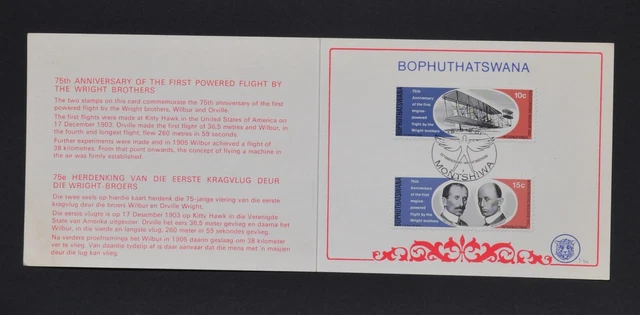 75th ANNIVERSARY OF THE FIRST POWERED FLIGHT BY
THE WRIGHT BROTHERS
The two stamps on this card commemorate the 75th anniversary of the first
powered flight by the Wright brothers, Wilbur and Orville.
The first flights were made at Kitty Hawk in the United States of America on
17 December 1903. Orville made the first flight of 36,5 metres and Wilbur, in
the fourth and longest flight, flew 260 metres in 59 seconds.
Further experiments were made and in 1905 Wilbur achieved a flight of
38 kilometres. From that point onwards, the concept of flying a machine in
the air was firmly established.
75e HERDENKING VAN DIE EERSTE KRAGVLUG DEUR
DIE WRIGHT-BROERS
Die twee seëls op hierdie kaart herdenk die 75-jarige viering van die eerste
kragvlug deur die broers Wilbur en Orville Wright.
Die eerste vlugte is op 17 Desember 1903 op Kitty Hawk in die Verenigde
State van Amerika uitgevoer. Orville het eers 36,5 meter gevlieg en daarna het
Wilbur, in die vierde en langste vlug, 260 meter in 59 sekondes gevlieg.
Na verdere proefnemings het Wilbur in 1905 daarin geslaag om 38 kilometer
ver te vlieg. Van daardie tydstip af is daar aanvaar dat die mens met 'n masjien
deur die lug kan vlieg.
BOPHUTHATSWANA
BOPHUTHATSWANA
75th
Anniversary
of the first
engine-
powered
flight by the
Wright brothers
10c
MONTSHIWA
BOPHUTHATSWANA
75th
Anniversary
of the first
engine-
powered
flight by the
Wright brothers
15c